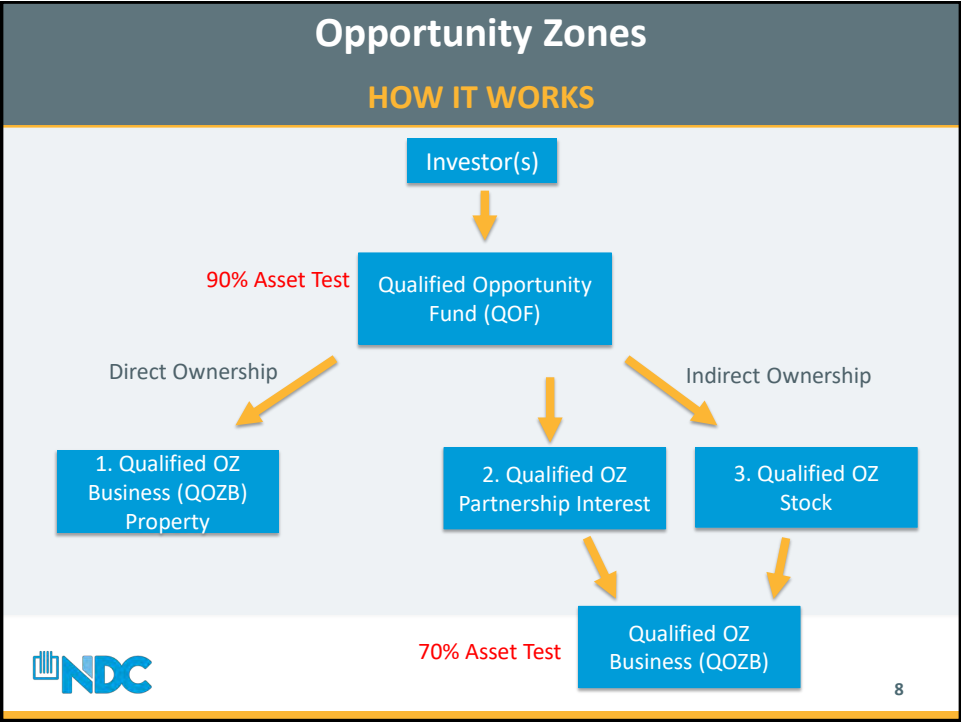 Opportunity Zones
HOW IT WORKS
Investor(s)
90% Asset Test
Qualified Opportunity
Fund (QOF)
Direct Ownership
Indirect Ownership
1. Qualified OZ
Business (QOZB)
Property
2. Qualified OZ
Partnership Interest
3. Qualified OZ
Stock
70% Asset Test
Qualified OZ
Business (QOZB)
NDC
8